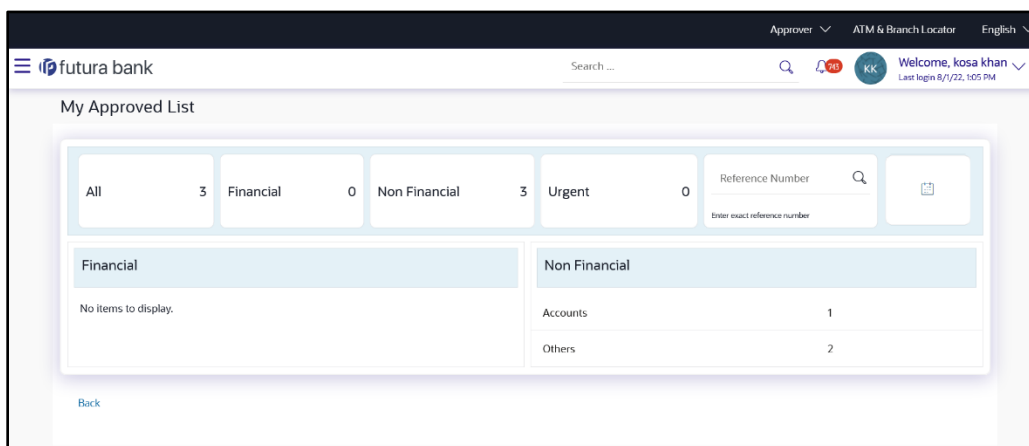 Approver ATM & Branch Locator English
futura bank Search ... 743 KK Welcome, kosa khan
Last login 8/1/22, 1:05 PM
My Approved List
All 3 Financial 0 Non Financial 3 Urgent 0 Reference Number
Enter exact reference number
Financial Non Financial
No items to display. Accounts 1
Others 2
Back